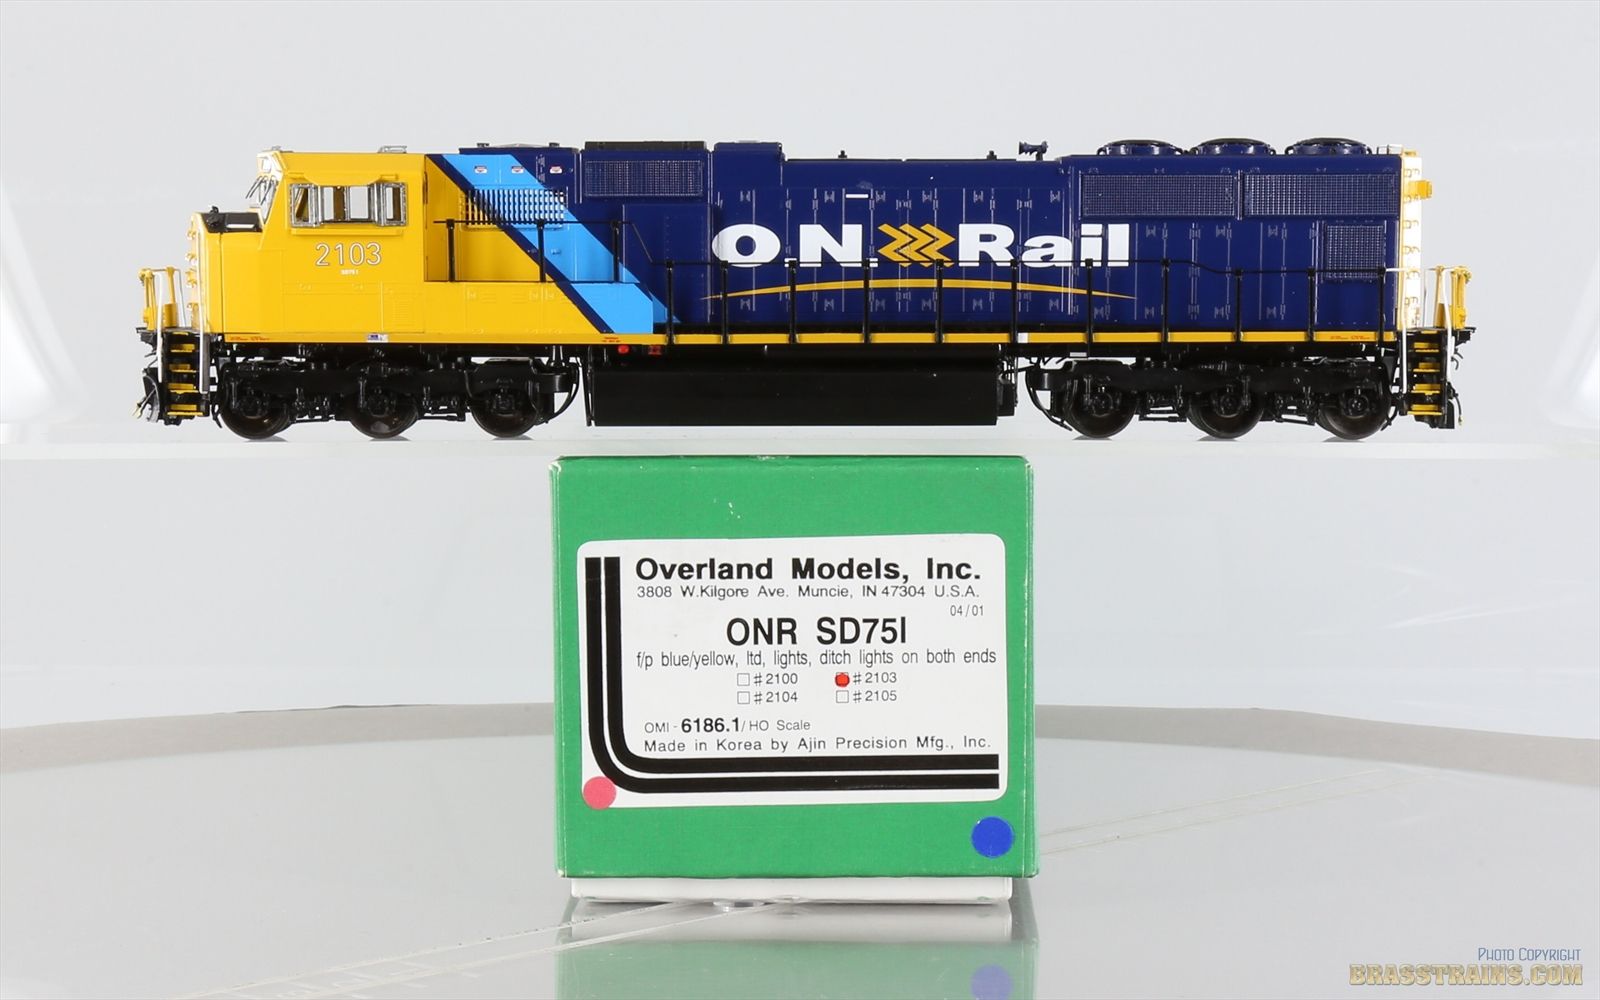 2103
SD75I
O.N. Rail
Overland Models, Inc.
3808 W.Kilgore Ave. Muncie, IN 47304 U.S.A.
04/01
ONR SD75I
f/p blue/yellow, ltd, lights, ditch lights on both ends
#2100 #2103
#2104 #2105
OMI - 6186.1/ HO Scale
Made in Korea by Ajin Precision Mfg., Inc.
Photo Copyright
BRASSTRAINS.COM